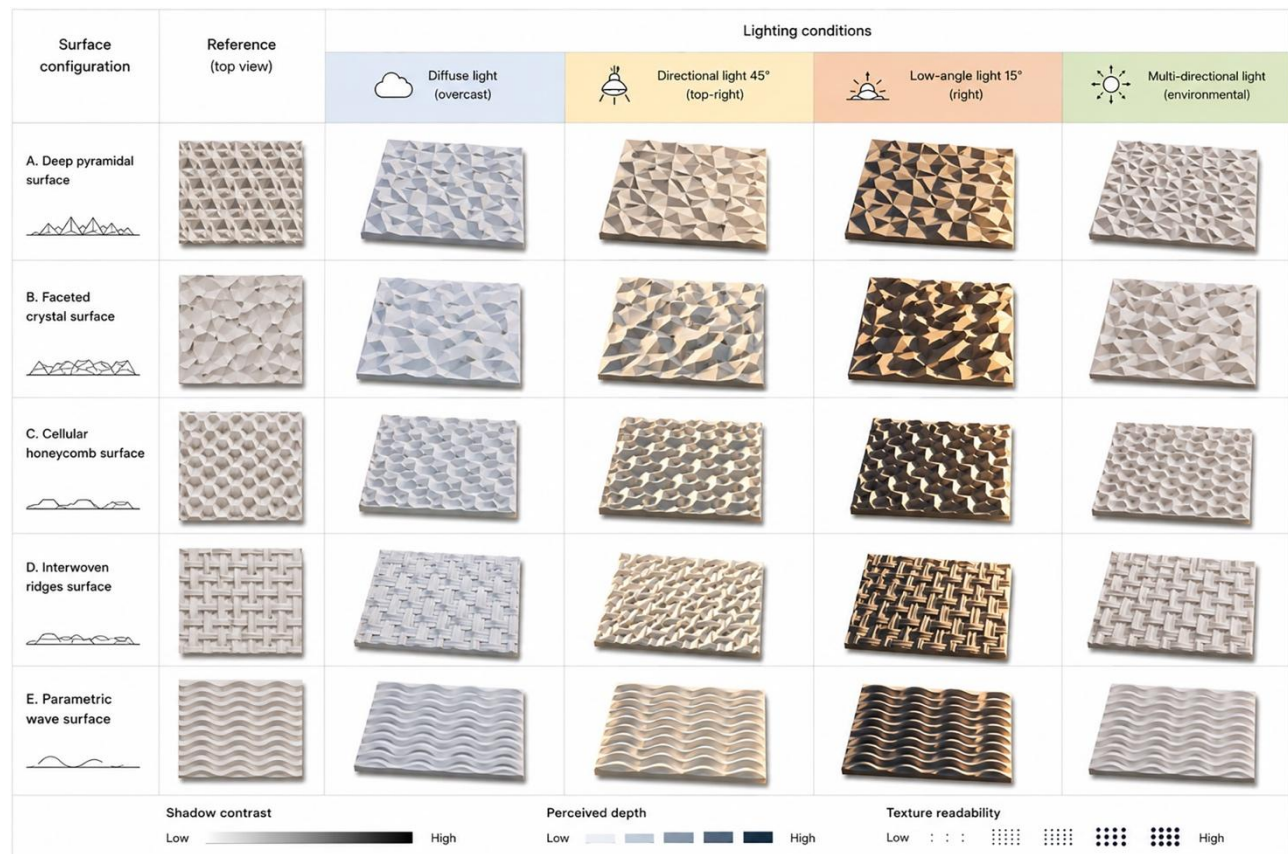 Surface
configuration
Reference
(top view)
Lighting conditions
Diffuse light
(overcast)
Directional light 45°
(top-right)
Low-angle light 15°
(right)
Multi-directional light
(environmental)
A. Deep pyramidal
surface
B. Faceted
crystal surface
C. Cellular
honeycomb surface
D. Interwoven
ridges surface
E. Parametric
wave surface
Shadow contrast
Low High
Perceived depth
Low High
Texture readability
Low High